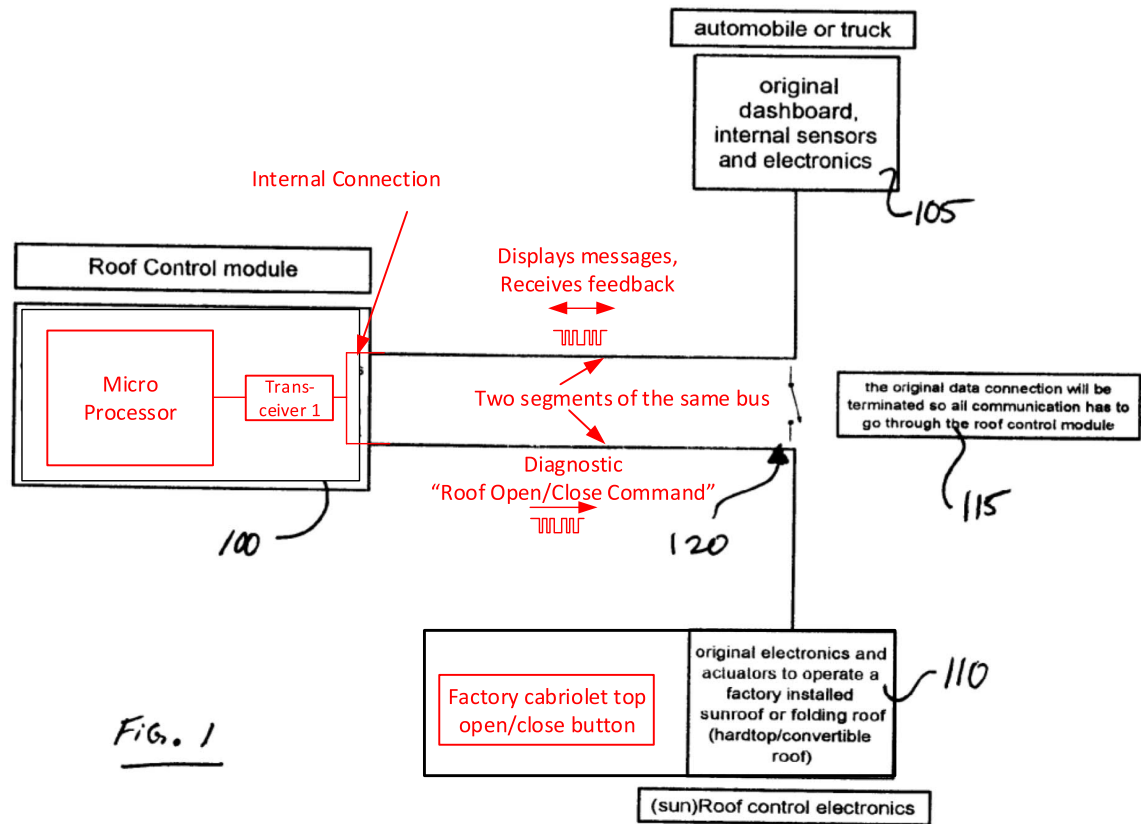 automobile or truck
original
dashboard,
internal sensors
and electronics
105
Internal Connection
Roof Control module
Displays messages,
Receives feedback
Micro
Processor
Trans-
ceiver 1
s
Two segments of the same bus
the original data connection will be
terminated so all communication has to
go through the roof control module
115
Diagnostic
“Roof Open/Close Command”
100
120
Factory cabriolet top
open/close button
original electronics and
actuators to operate a
factory installed
sunroof or folding roof
(hardtop/convertible
roof)
110
FiG. 1
(sun)Roof control electronics